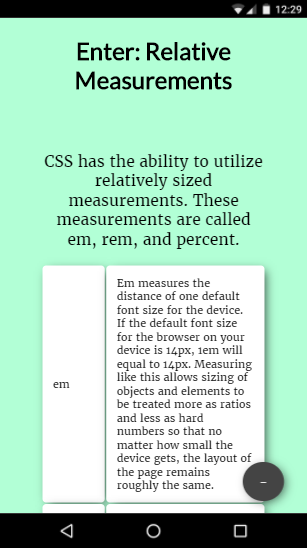 12:29
Enter: Relative
Measurements
CSS has the ability to utilize
relatively sized
measurements. These
measurements are called
em, rem, and percent.
em
Em measures the
distance of one default
font size for the device.
If the default font size
for the browser on your
device is 14px, 1em will
equal to 14px. Measuring
like this allows sizing of
objects and elements to
be treated more as ratios
and less as hard
numbers so that no
matter how small the
device gets, the layout of
the page remains
roughly the same.
–